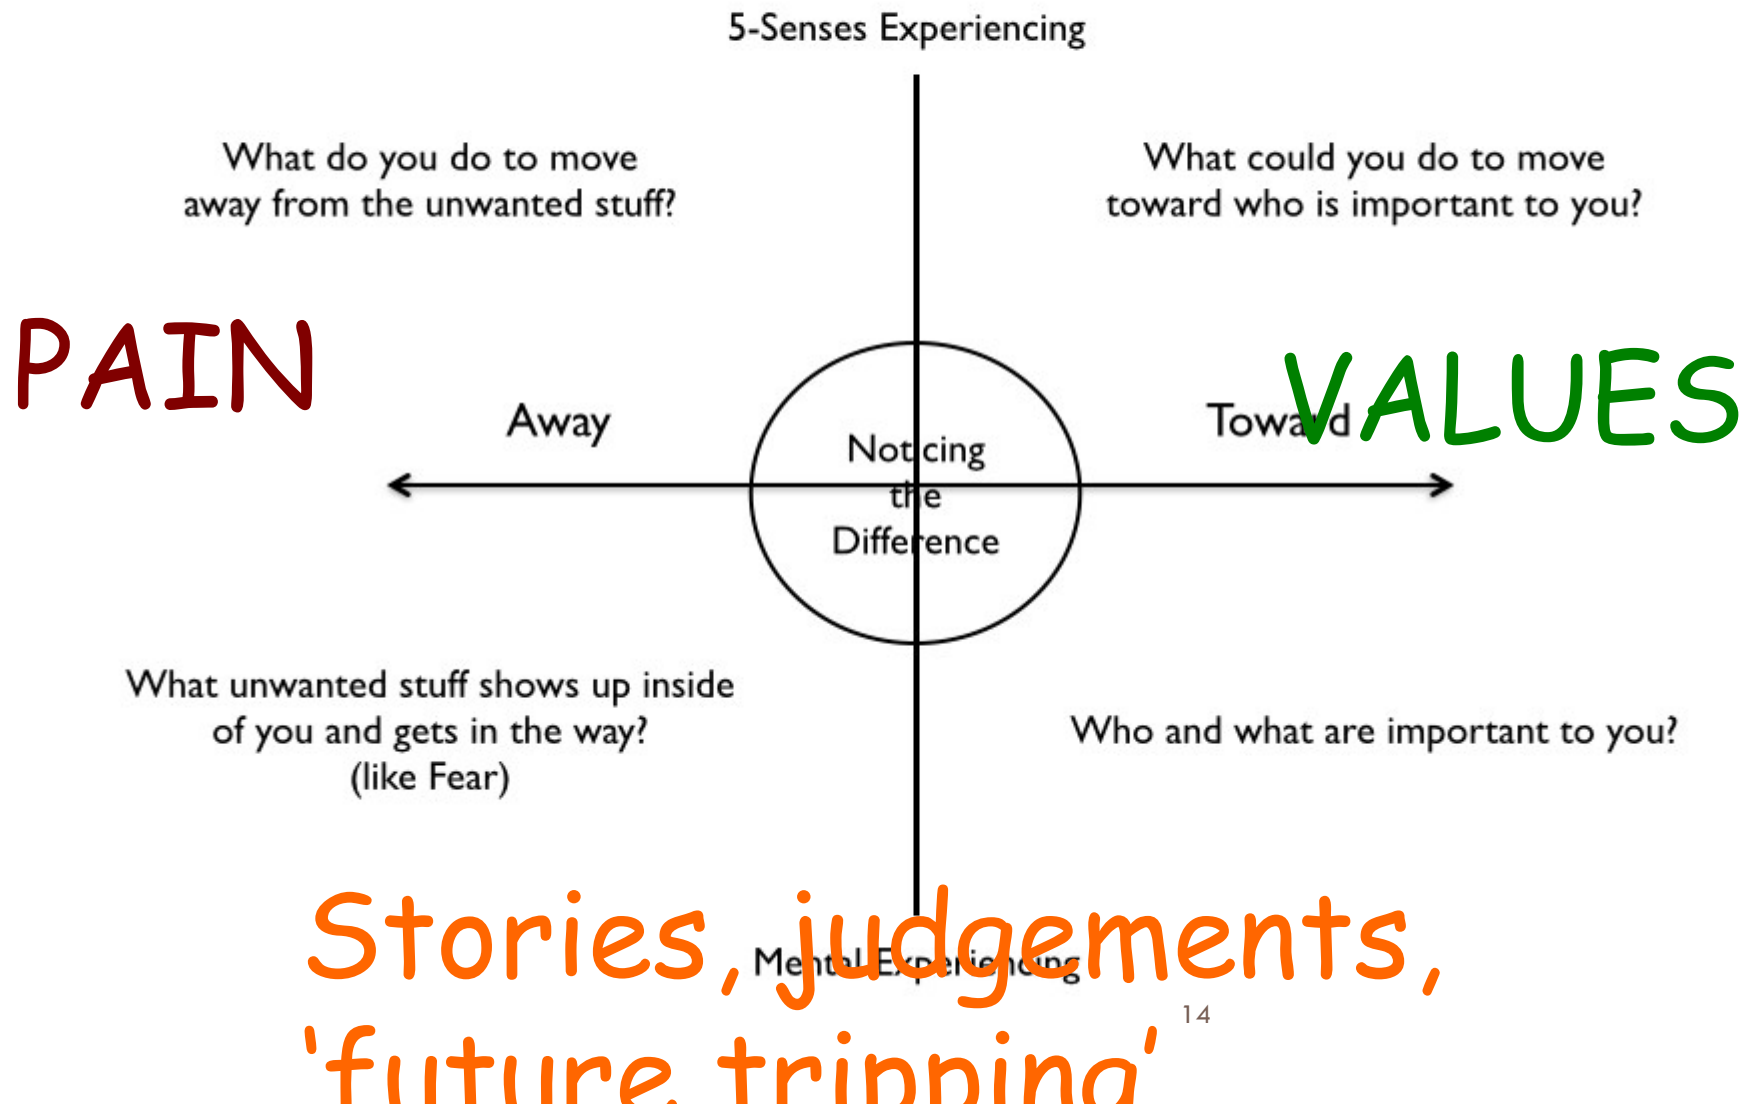 5-Senses Experiencing
What do you do to move
away from the unwanted stuff?
What could you do to move
toward who is important to you?
PAIN
VALUES
Away
Toward
Noticing
the
Difference
What unwanted stuff shows up inside
of you and gets in the way?
(like Fear)
Who and what are important to you?
Stories, judgements,
Mental Experiencing
14
'future tripping'